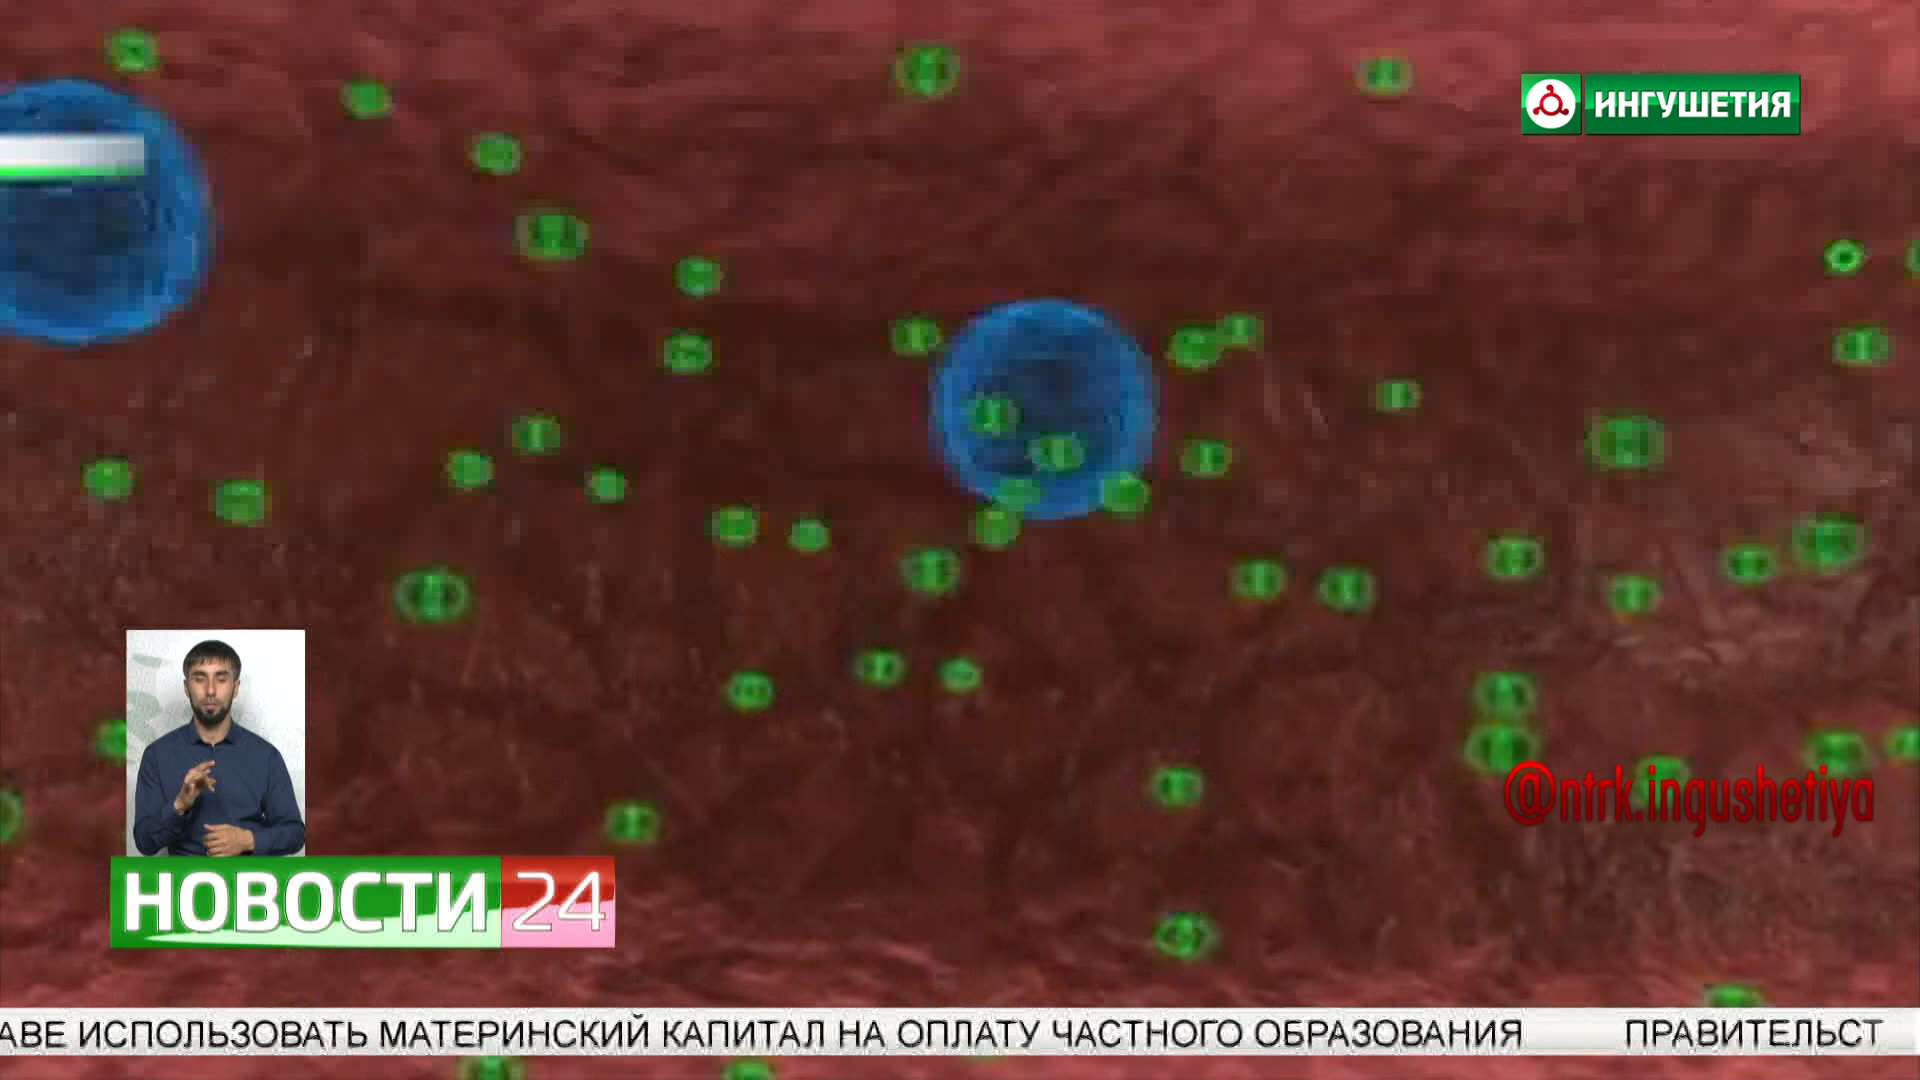 ИНГУШЕТИЯ
@ntrk.ingushetiya
НОВОСТИ 24
АВЕ ИСПОЛЬЗОВАТЬ МАТЕРИНСКИЙ КАПИТАЛ НА ОПЛАТУ ЧАСТНОГО ОБРАЗОВАНИЯ ПРАВИТЕЛЬСТ